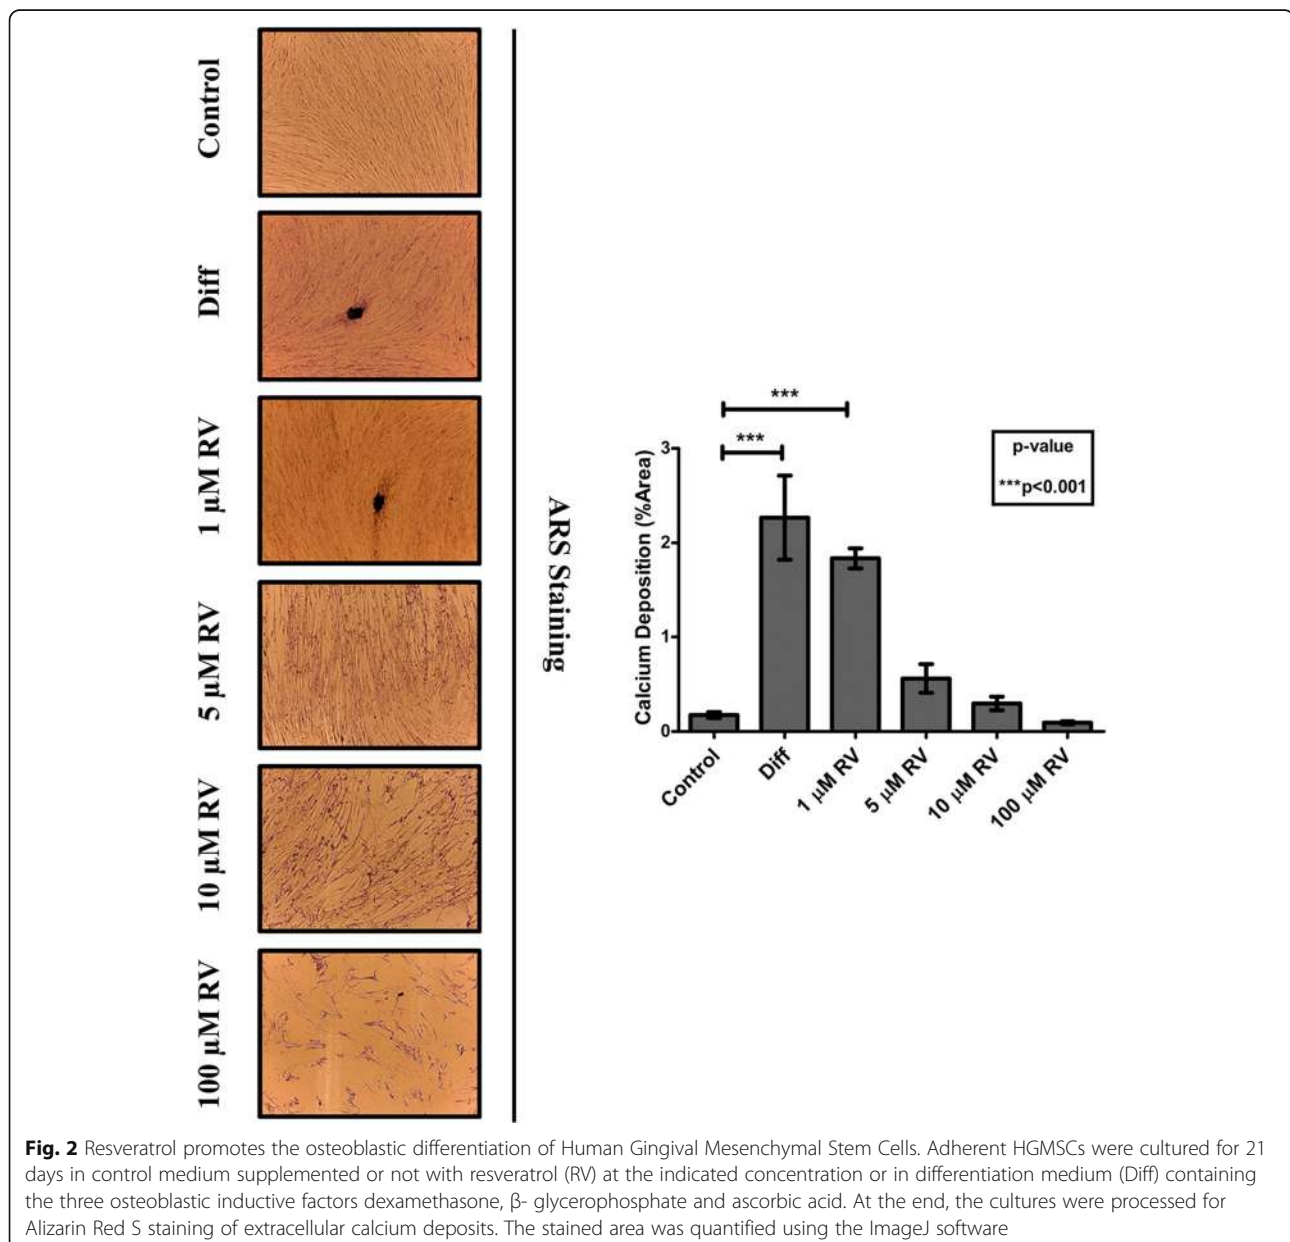 Control
Diff
1 µM RV
5 µM RV
10 µM RV
100 µM RV
ARS Staining
***
***
p-value
***p<0.001
Calcium Deposition (%Area)
3
2
1
0
Control
Diff
1 µM RV
5 µM RV
10 µM RV
100 µM RV
Fig. 2 Resveratrol promotes the osteoblastic differentiation of Human Gingival Mesenchymal Stem Cells. Adherent HGMSCs were cultured for 21
days in control medium supplemented or not with resveratrol (RV) at the indicated concentration or in differentiation medium (Diff) containing
the three osteoblastic inductive factors dexamethasone, β- glycerophosphate and ascorbic acid. At the end, the cultures were processed for
Alizarin Red S staining of extracellular calcium deposits. The stained area was quantified using the ImageJ software